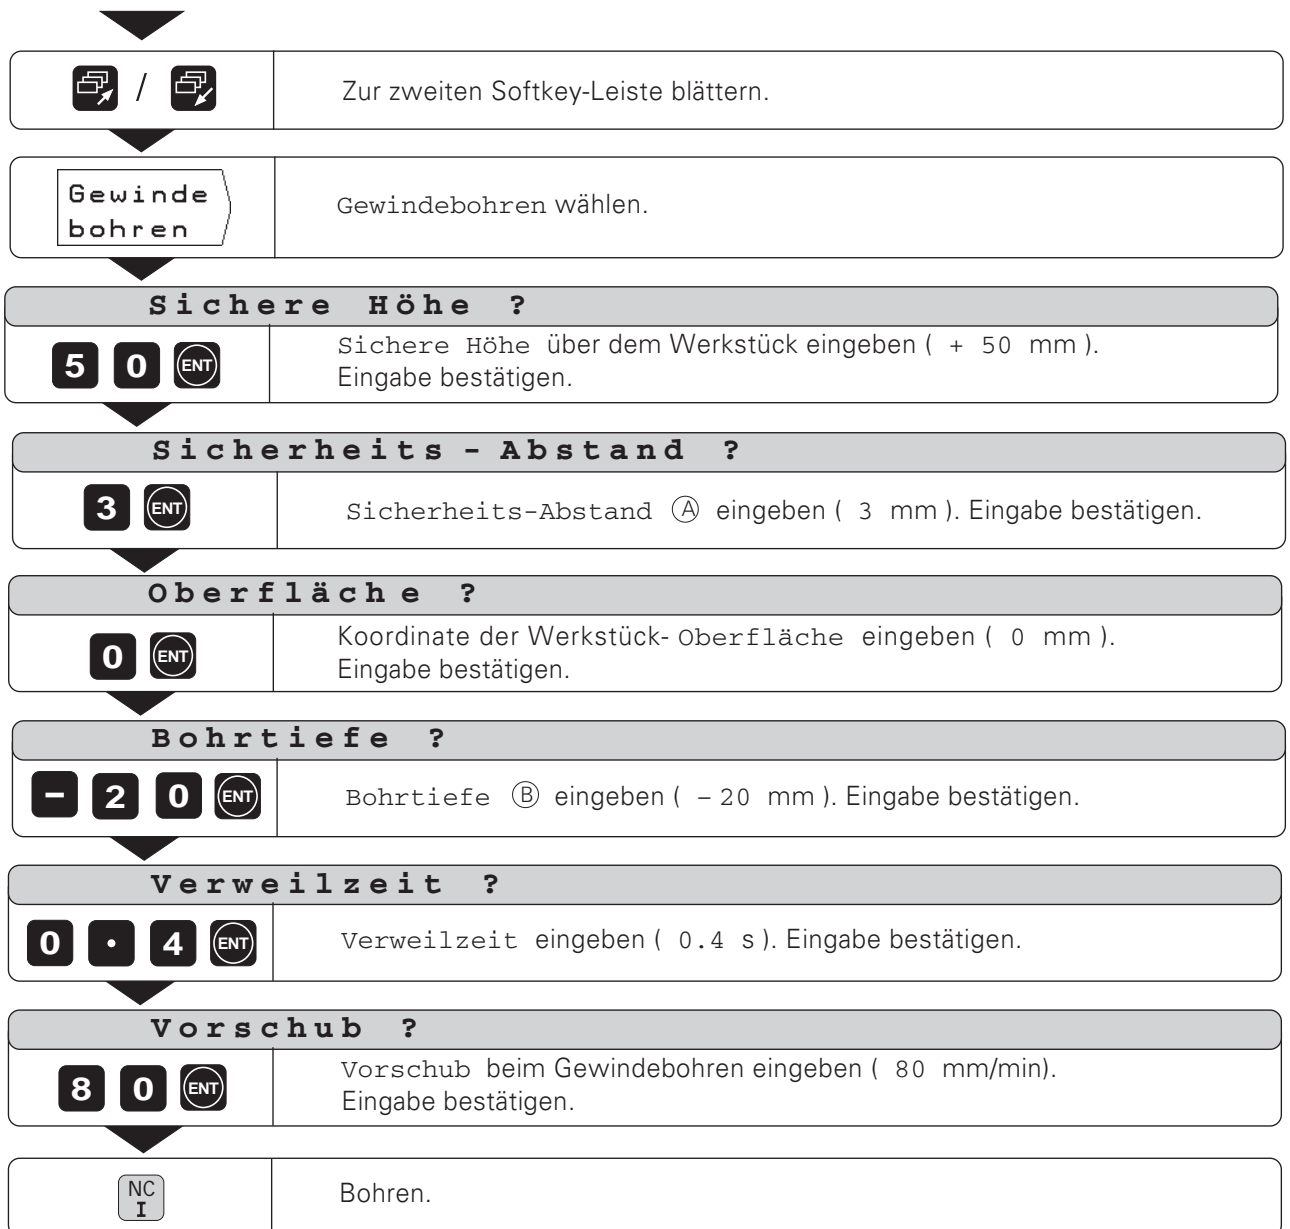 /
Zur zweiten Softkey-Leiste blättern.
Gewinde
bohren
Gewindebohren wählen.
Sichere Höhe ?
5 0 ENT
Sichere Höhe über dem Werkstück eingeben ( + 50 mm ).
Eingabe bestätigen.
Sicherheits - Abstand ?
3 ENT
Sicherheits-Abstand Ⓐ eingeben ( 3 mm ). Eingabe bestätigen.
Oberfläche ?
0 ENT
Koordinate der Werkstück- Oberfläche eingeben ( 0 mm ).
Eingabe bestätigen.
Bohrtiefe ?
– 2 0 ENT
Bohrtiefe Ⓑ eingeben ( – 20 mm ). Eingabe bestätigen.
Verweilzeit ?
0 · 4 ENT
Verweilzeit eingeben ( 0.4 s ). Eingabe bestätigen.
Vorschub ?
8 0 ENT
Vorschub beim Gewindebohren eingeben ( 80 mm/min).
Eingabe bestätigen.
NC
I
Bohren.